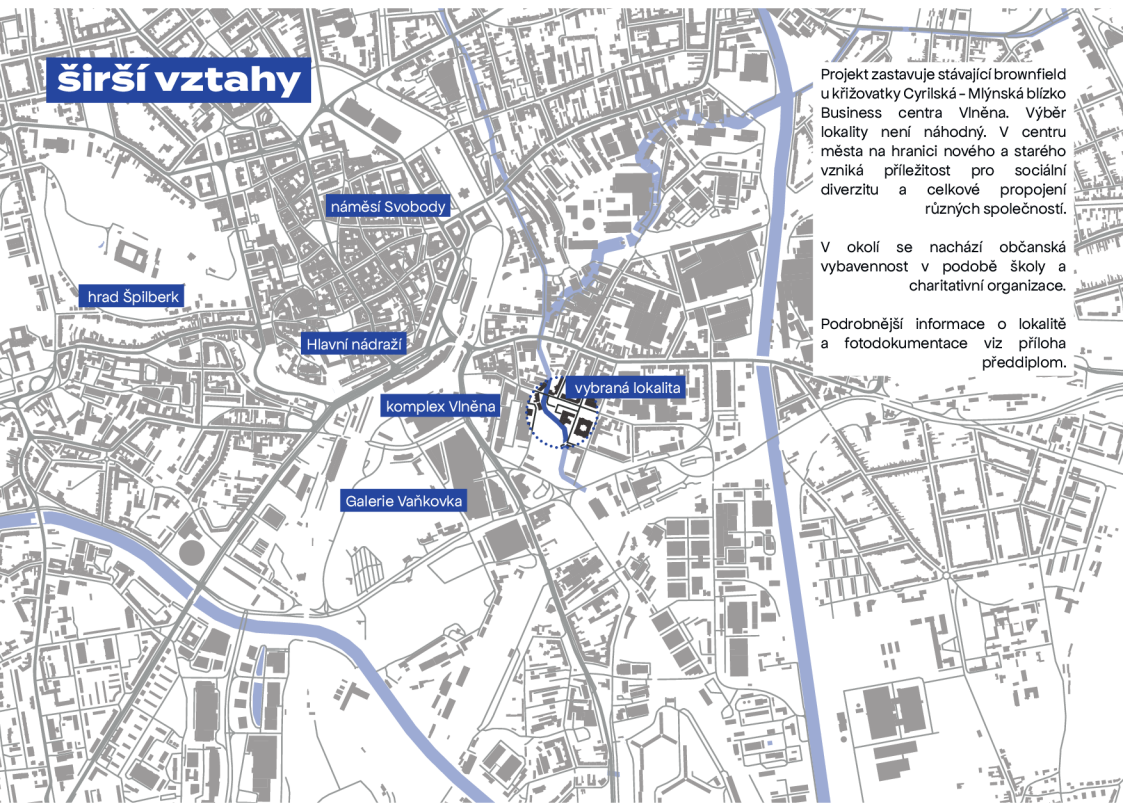 širší vztahy
Projekt zastavuje stávající brownfield
u křižovatky Cyrilská - Mlýnská blízko
Business centra Vlněna. Výběr
lokality není náhodný. V centru
města na hranici nového a starého
vzniká příležitost pro sociální
diverzitu a celkové propojení
různých společností.
V okolí se nachází občanská
vybavennost v podobě školy a
charitativní organizace.
Podrobnější informace o lokalitě
a fotodokumentace viz příloha
předdiplom.
náměsí Svobody
hrad Špilberk
Hlavní nádraží
vybraná lokalita
komplex Vlněna
Galerie Vaňkovka